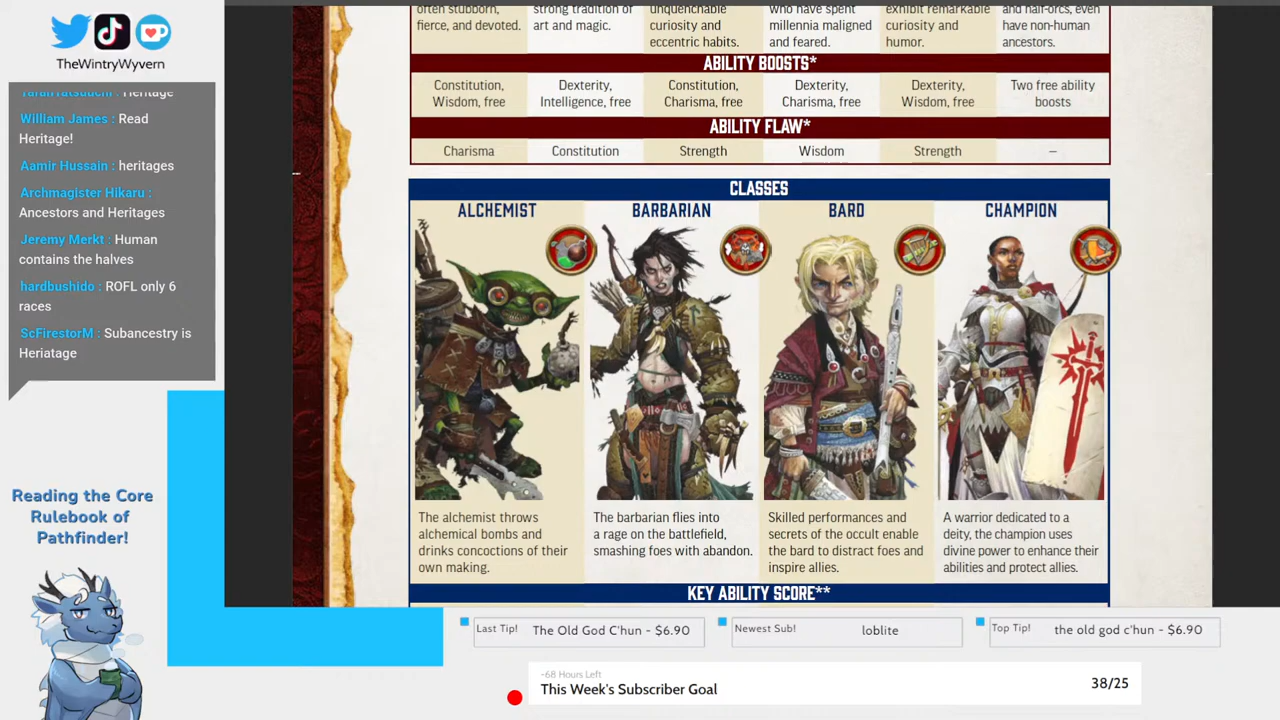 TheWintryWyvern
Heritage
William James : Read
Heritage!
Aamir Hussain : heritages
Archmagister Hikaru :
Ancestors and Heritages
Jeremy Merkt : Human
contains the halves
hardbushido : ROFL only 6
races
ScFirestorM : Subancestry is
Heriatage
Reading the Core
Rulebook of
Pathfinder!
often stubborn,
fierce, and devoted.
strong tradition of
art and magic.
unquenchable
curiosity and
eccentric habits.
who have spent
millennia maligned
and feared.
exhibit remarkable
curiosity and
humor.
and half-orcs, even
have non-human
ancestors.
ABILITY BOOSTS*
Constitution,
Wisdom, free
Dexterity,
Intelligence, free
Constitution,
Charisma, free
Dexterity,
Charisma, free
Dexterity,
Wisdom, free
Two free ability
boosts
ABILITY FLAW*
Charisma
Constitution
Strength
Wisdom
Strength
—
CLASSES
ALCHEMIST
BARBARIAN
BARD
CHAMPION
The alchemist throws
alchemical bombs and
drinks concoctions of their
own making.
The barbarian flies into
a rage on the battlefield,
smashing foes with abandon.
Skilled performances and
secrets of the occult enable
the bard to distract foes and
inspire allies.
A warrior dedicated to a
deity, the champion uses
divine power to enhance their
abilities and protect allies.
KEY ABILITY SCORE**
Last Tip!
The Old God C'hun - $6.90
Newest Sub!
loblite
Top Tip!
the old god c'hun - $6.90
-68 Hours Left
This Week's Subscriber Goal
38/25